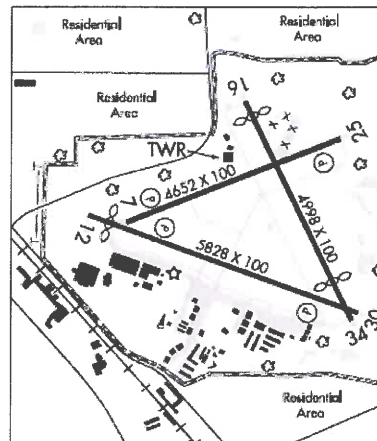 Residential
Area
Residential
Area
Residential
Area
16
25
TWR
4652 X 100
P
P
P
P
7
12
4998 X 100
5828 X 100
34
30
Residential
Area